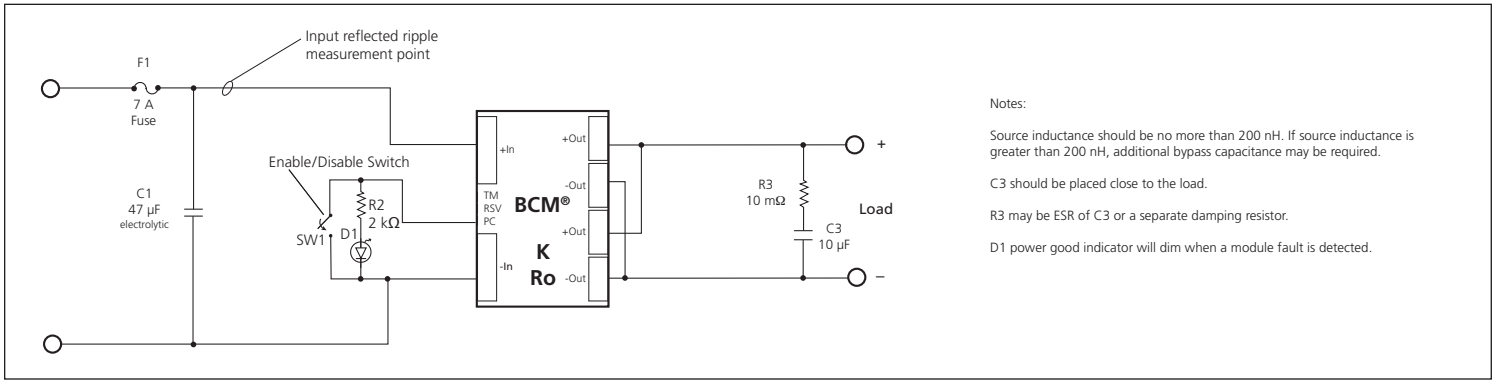 Input reflected ripple
measurement point
F1
7 A
Fuse
C1
47 µF
electrolytic
Enable/Disable Switch
SW1
R2
2 kΩ
D1
+In
TM
RSV
PC
-In
BCM®
K
Ro
+Out
-Out
+Out
-Out
R3
10 mΩ
C3
10 µF
+
Load
–
Notes:
Source inductance should be no more than 200 nH. If source inductance is
greater than 200 nH, additional bypass capacitance may be required.
C3 should be placed close to the load.
R3 may be ESR of C3 or a separate damping resistor.
D1 power good indicator will dim when a module fault is detected.